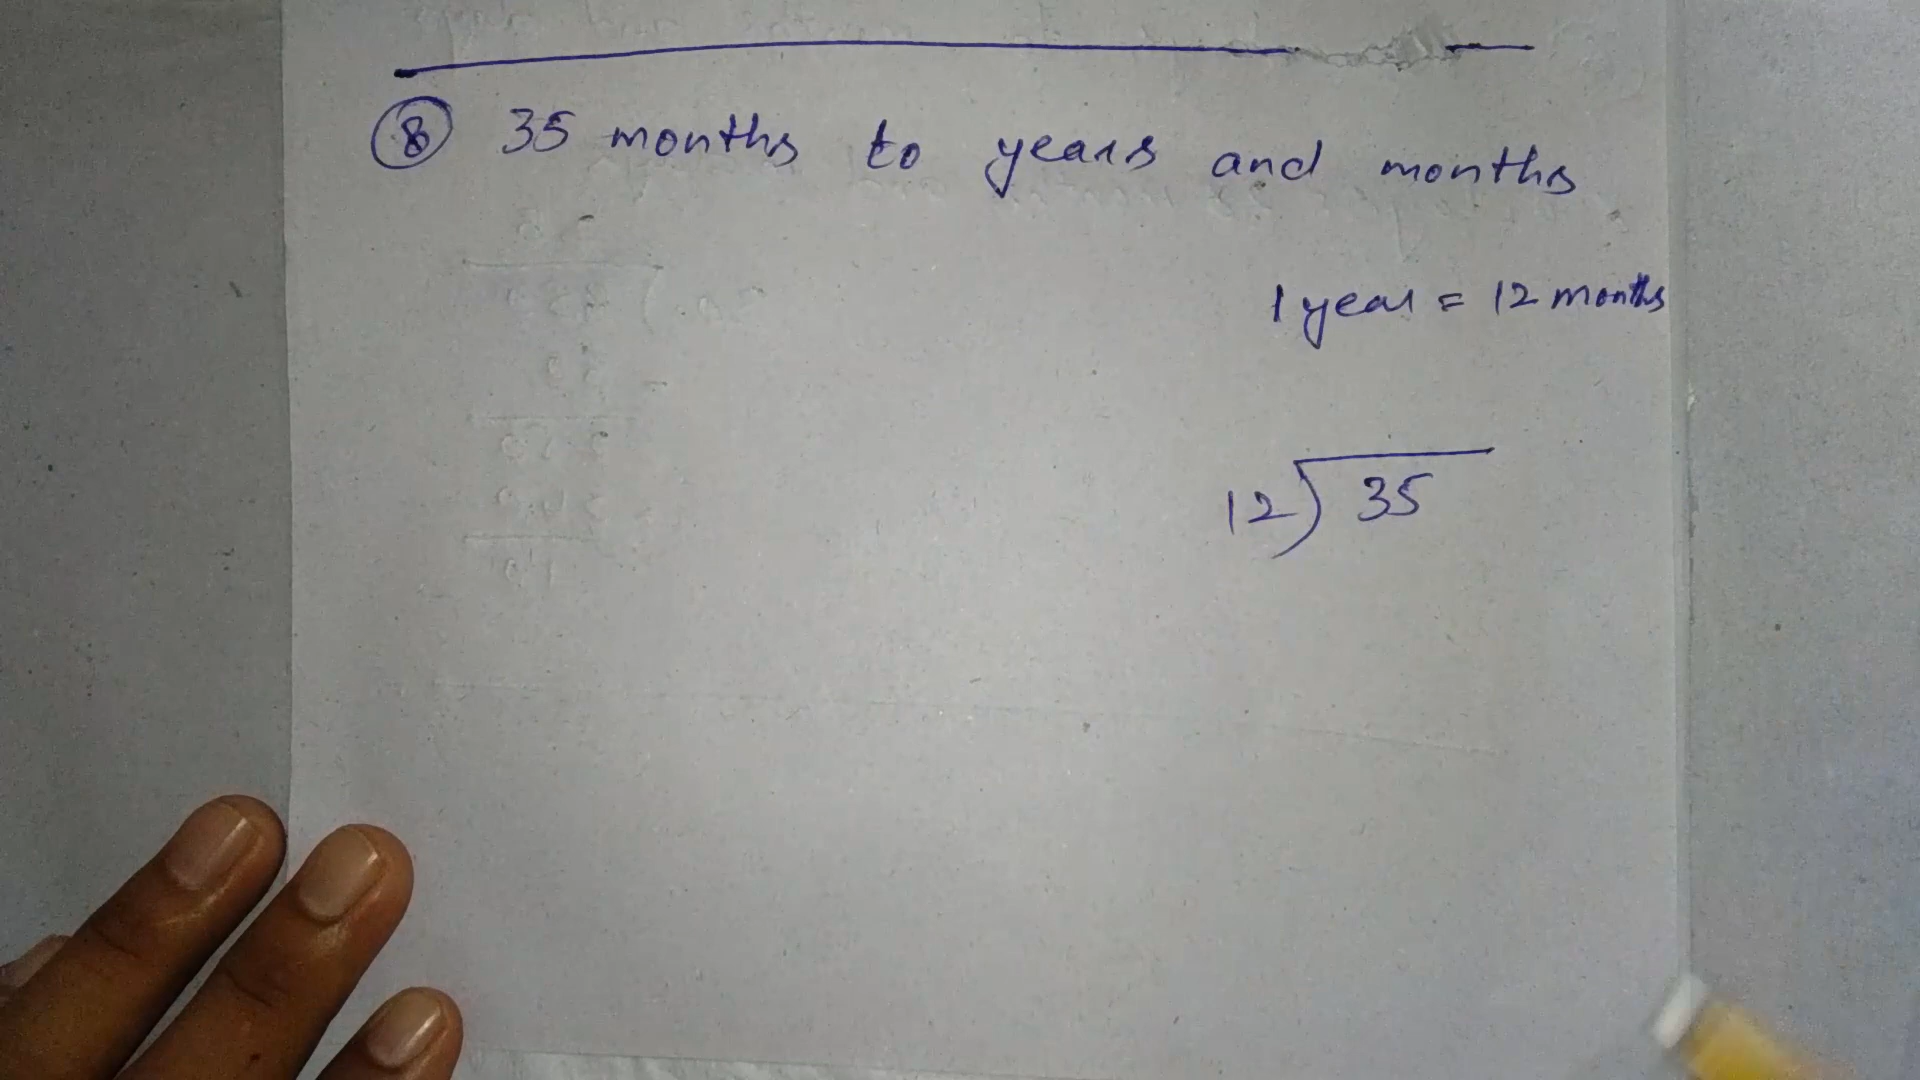 8 35 months to years and months
1 year = 12 months
12) 35